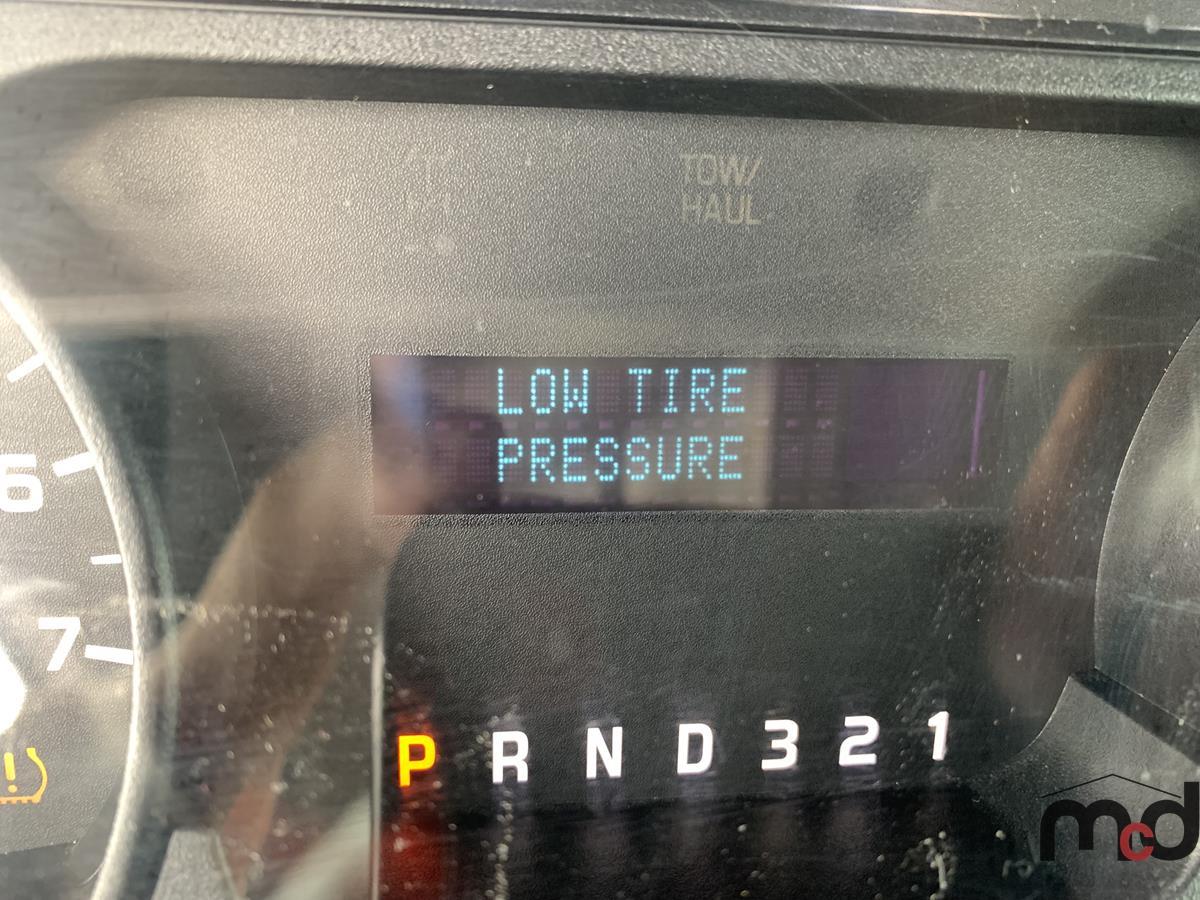 TOW/
HAUL
LOW TIRE
PRESSURE
6
7
P R N D 3 2 1
!
mcd